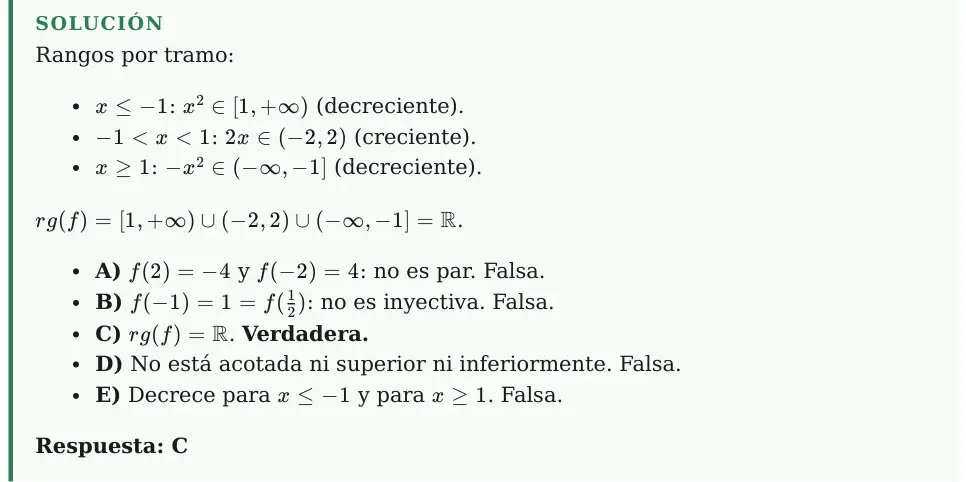 SOLUCIÓN
Rangos por tramo:
• x ≤ −1: x² ∈ [1, +∞) (decreciente).
• −1 < x < 1: 2x ∈ (−2, 2) (creciente).
• x ≥ 1: −x² ∈ (−∞, −1] (decreciente).
rg(f) = [1, +∞) ∪ (−2, 2) ∪ (−∞, −1] = ℝ.
• A) f(2) = −4 y f(−2) = 4: no es par. Falsa.
• B) f(−1) = 1 = f(1/2): no es inyectiva. Falsa.
• C) rg(f) = ℝ. Verdadera.
• D) No está acotada ni superior ni inferiormente. Falsa.
• E) Decrece para x ≤ −1 y para x ≥ 1. Falsa.
Respuesta: C